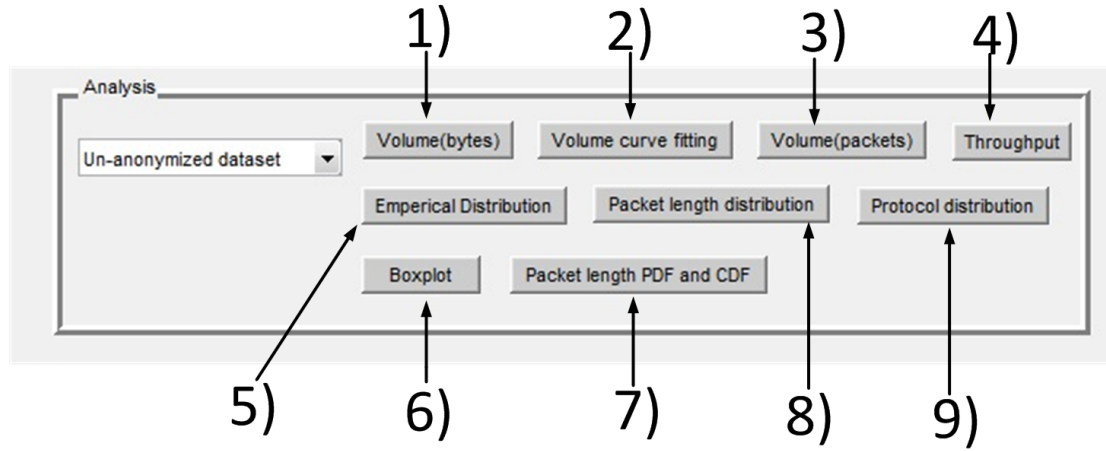 1) 2) 3) 4)
Analysis
Volume(bytes) Volume curve fitting Volume(packets) Throughput
Un-anonymized dataset
Emperical Distribution Packet length distribution Protocol distribution
Boxplot Packet length PDF and CDF
5) 6) 7) 8) 9)